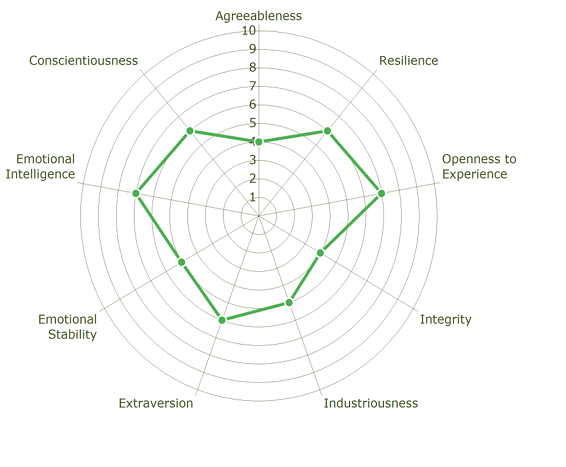 Agreeableness
10
9
8
7
6
5
4
3
2
1
Conscientiousness
Resilience
Emotional
Intelligence
Openness to
Experience
Emotional
Stability
Integrity
Extraversion
Industriousness